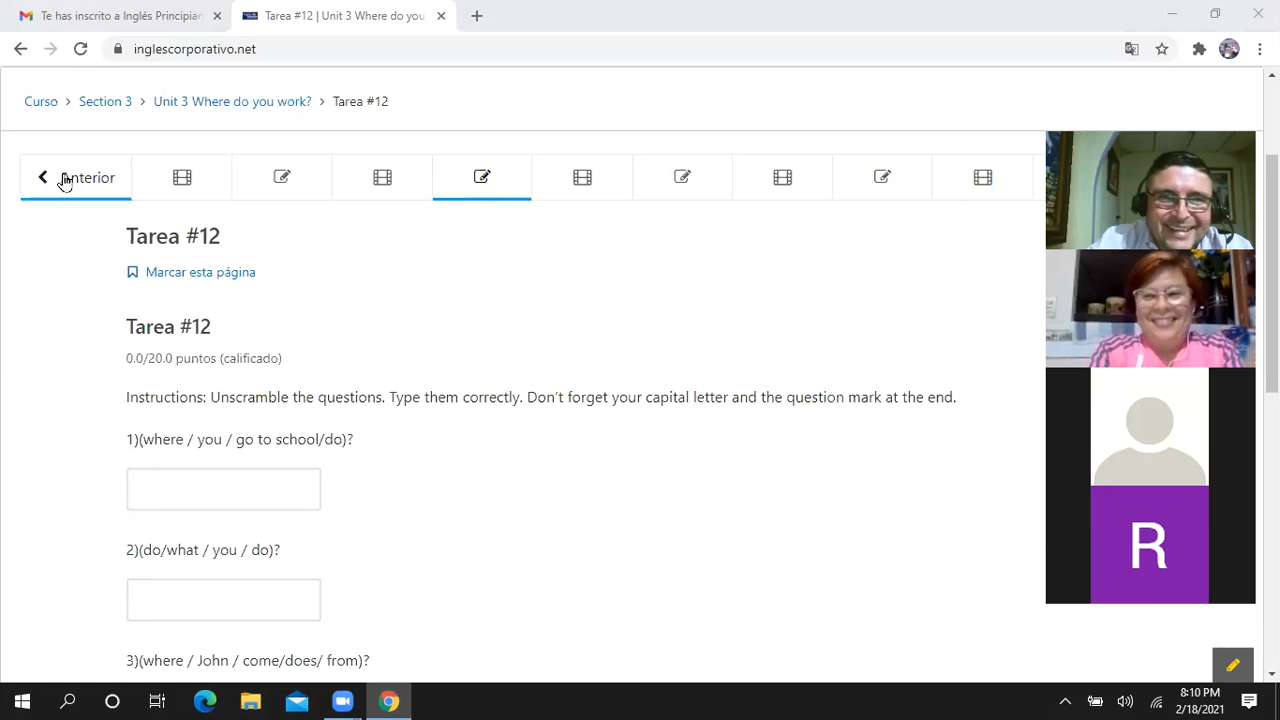 Te has inscrito a Inglés Principian
Tarea #12 | Unit 3 Where do you
inglescorporativo.net
Curso > Section 3 > Unit 3 Where do you work? > Tarea #12
Anterior
Tarea #12
Marcar esta página
Tarea #12
0.0/20.0 puntos (calificado)
Instructions: Unscramble the questions. Type them correctly. Don't forget your capital letter and the question mark at the end.
1)(where / you / go to school/do)?
2)(do/what / you / do)?
3)(where / John / come/does/ from)?
R
8:10 PM
2/18/2021